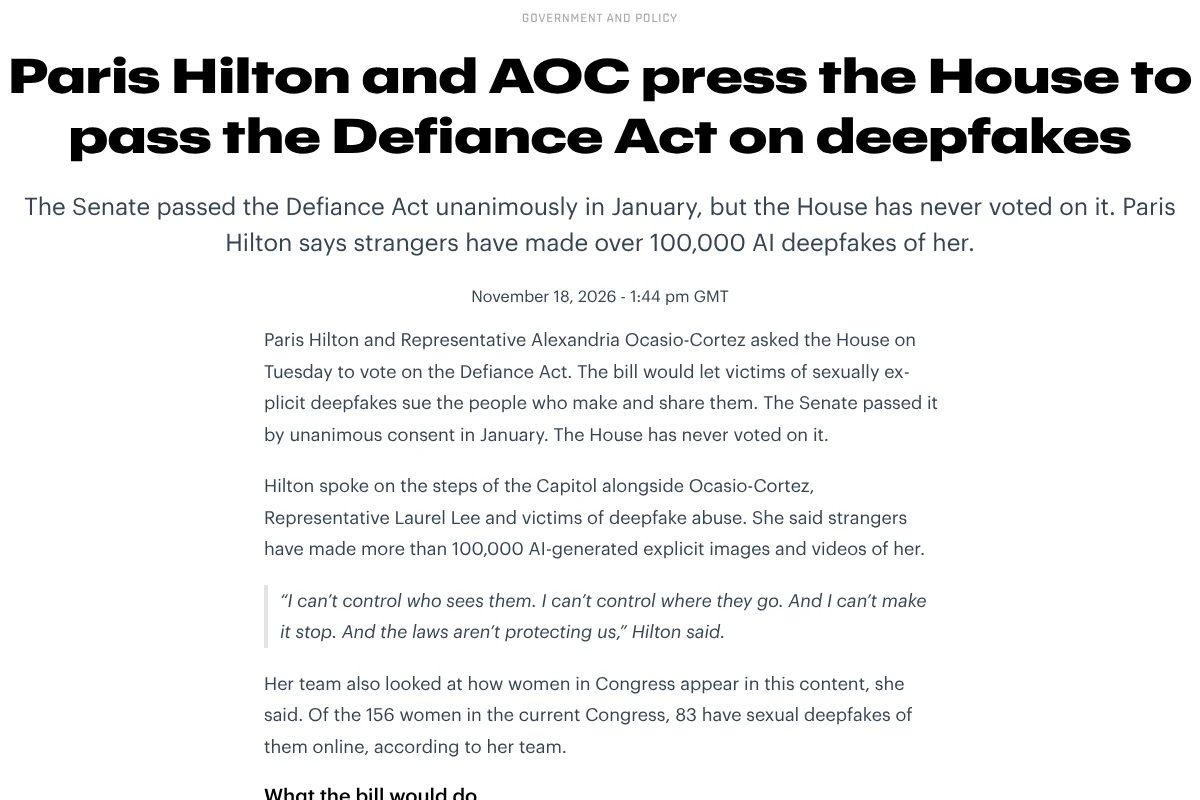 GOVERNMENT AND POLICY
Paris Hilton and AOC press the House to
pass the Defiance Act on deepfakes
The Senate passed the Defiance Act unanimously in January, but the House has never voted on it. Paris
Hilton says strangers have made over 100,000 AI deepfakes of her.
November 18, 2026 - 1:44 pm GMT
Paris Hilton and Representative Alexandria Ocasio-Cortez asked the House on
Tuesday to vote on the Defiance Act. The bill would let victims of sexually ex-
plicit deepfakes sue the people who make and share them. The Senate passed it
by unanimous consent in January. The House has never voted on it.
Hilton spoke on the steps of the Capitol alongside Ocasio-Cortez,
Representative Laurel Lee and victims of deepfake abuse. She said strangers
have made more than 100,000 AI-generated explicit images and videos of her.
“I can’t control who sees them. I can’t control where they go. And I can’t make
it stop. And the laws aren’t protecting us,” Hilton said.
Her team also looked at how women in Congress appear in this content, she
said. Of the 156 women in the current Congress, 83 have sexual deepfakes of
them online, according to her team.
What the bill would do